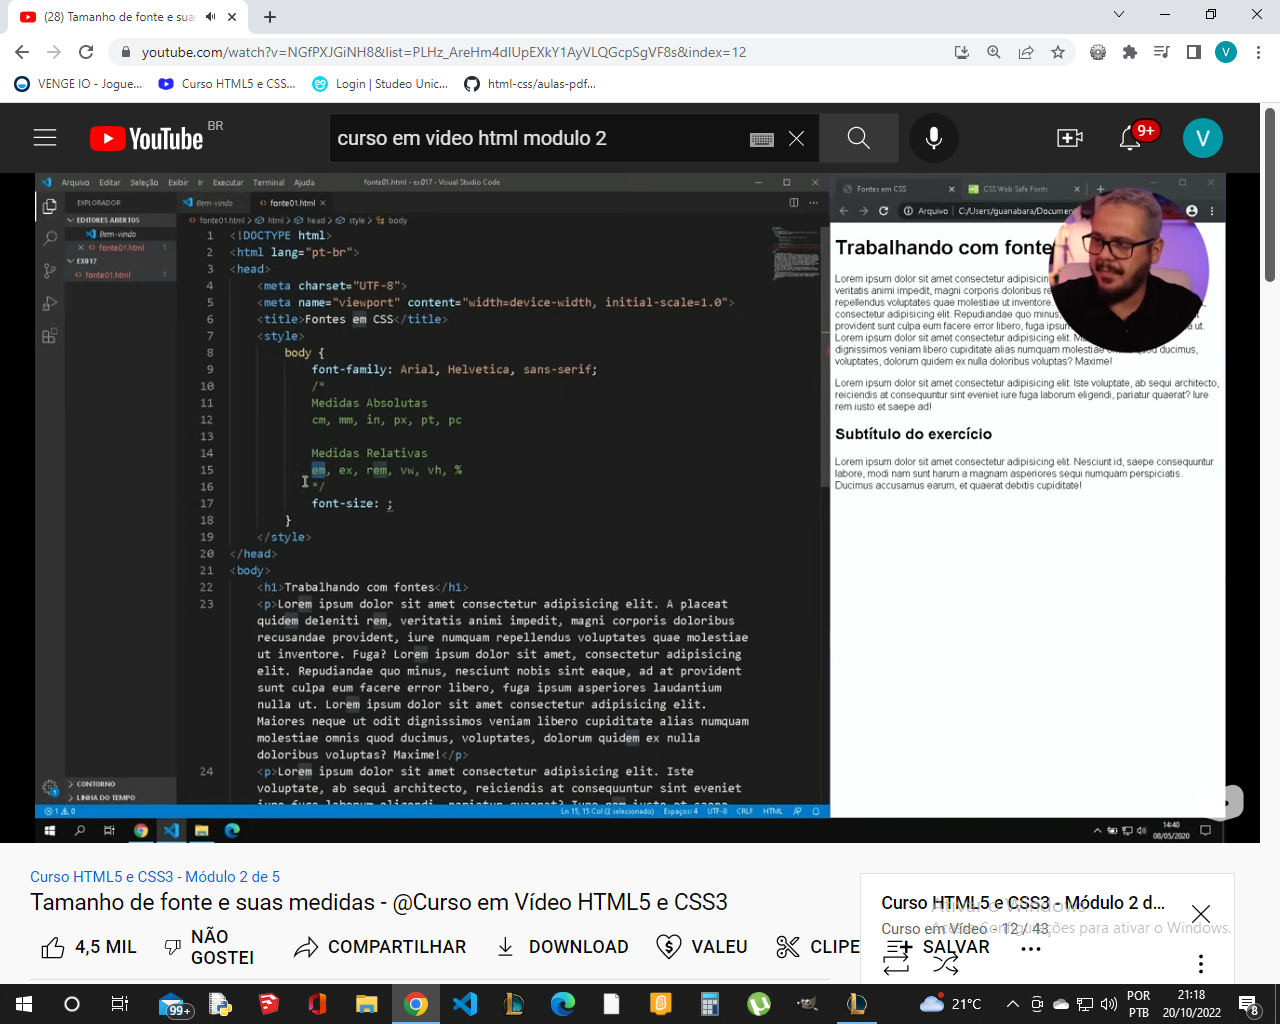 (28) Tamanho de fonte e suas
youtube.com/watch?v=NGfPXJGiNH8&list=PLHz_AreHm4dlUpEXkY1AyVLQGcpSgVF8s&index=12
V
VENGE IO - Jogue...
Curso HTML5 e CSS...
Login | Studeo Unic...
html-css/aulas-pdf...
YouTube BR
curso em video html modulo 2
9+
V
Arquivo Editar Seleção Exibir Ir Executar Terminal Ajuda
fonte01.html - ex017 - Visual Studio Code
EXPLORADOR
EDITORES ABERTOS
Bem-vindo
fonte01.html 1
EX017
fonte01.html 1
CONTORNO
LINHA DO TEMPO
Bem-vindo
fonte01.html
fonte01.html > html > head > style > body
1 <!DOCTYPE html>
2 <html lang="pt-br">
3 <head>
4 <meta charset="UTF-8">
5 <meta name="viewport" content="width=device-width, initial-scale=1.0">
6 <title>Fontes em CSS</title>
7 <style>
8 body {
9 font-family: Arial, Helvetica, sans-serif;
10 /*
11 Medidas Absolutas
12 cm, mm, in, px, pt, pc
13
14 Medidas Relativas
15 em, ex, rem, vw, vh, %
16 */
17 font-size: ;
18 }
19 </style>
20 </head>
21 <body>
22 <h1>Trabalhando com fontes</h1>
23 <p>Lorem ipsum dolor sit amet consectetur adipisicing elit. A placeat
quidem deleniti rem, veritatis animi impedit, magni corporis doloribus
recusandae provident, iure numquam repellendus voluptates quae molestiae
ut inventore. Fuga? Lorem ipsum dolor sit amet, consectetur adipisicing
elit. Repudiandae quo minus, nesciunt nobis sint eaque, ad at provident
sunt culpa eum facere error libero, fuga ipsum asperiores laudantium
nulla ut. Lorem ipsum dolor sit amet consectetur adipisicing elit.
Maiores neque ut odit dignissimos veniam libero cupiditate alias numquam
molestiae omnis quod ducimus, voluptates, dolorum quidem ex nulla
doloribus voluptas? Maxime!</p>
24 <p>Lorem ipsum dolor sit amet consectetur adipisicing elit. Iste
voluptate, ab sequi architecto, reiciendis at consequuntur sint eveniet
iure fuga laborum eligendi, pariatur quaerat? Iure rem iusto et saepe
1 0
Ln 15, 15 Col (2 selecionado) Espaços: 4 UTF-8 CRLF HTML
Fontes em CSS
CSS Web Safe Fonts
Arquivo | C:/Users/guanabara/Document
Trabalhando com fonte
Lorem ipsum dolor sit amet consectetur adipisicing
veritatis animi impedit, magni corporis doloribus re
repellendus voluptates quae molestiae ut inventore.
consectetur adipisicing elit. Repudiandae quo minus,
provident sunt culpa eum facere error libero, fuga ipsum ut.
Lorem ipsum dolor sit amet consectetur adipisicing elit.
dignissimos veniam libero cupiditate alias numquam molestiae ducimus,
voluptates, dolorum quidem ex nulla doloribus voluptas? Maxime!
Lorem ipsum dolor sit amet consectetur adipisicing elit. Iste voluptate, ab sequi architecto,
reiciendis at consequuntur sint eveniet iure fuga laborum eligendi, pariatur quaerat? Iure
rem iusto et saepe ad!
Subtítulo do exercício
Lorem ipsum dolor sit amet consectetur adipisicing elit. Nesciunt id, saepe consequuntur
labore, modi nam sunt harum a magnam asperiores sequi numquam perspiciatis.
Ducimus accusamus earum, et quaerat debitis cupiditate!
14:40
08/05/2020
Curso HTML5 e CSS3 - Módulo 2 de 5
Tamanho de fonte e suas medidas - @Curso em Vídeo HTML5 e CSS3
4,5 MIL
NÃO GOSTEI
COMPARTILHAR
DOWNLOAD
VALEU
CLIPE
SALVAR
Curso HTML5 e CSS3 - Módulo 2 d...
Curso em Vídeo - 12 / 43
Ativar o Windows
Acesse Configurações para ativar o Windows.
99+
21°C
POR
PTB
21:18
20/10/2022
8